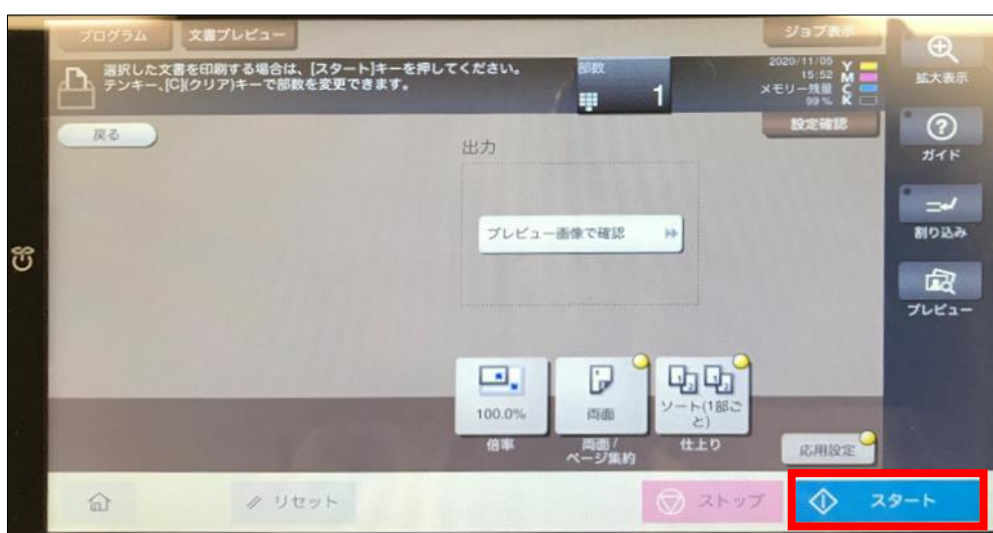 プログラム
文書プレビュー
ジョブ表示
選択した文書を印刷する場合は、[スタート]キーを押してください。
テンキー、[C](クリア)キーで部数を変更できます。
部数
1
2020/11/05
15:52
メモリー残量
99 %
Y
M
C
K
拡大表示
戻る
設定確認
ガイド
出力
プレビュー画像で確認
割り込み
プレビュー
100.0%
両面
ソート(1部ご
と)
倍率
両面/
ページ集約
仕上り
応用設定
リセット
ストップ
スタート